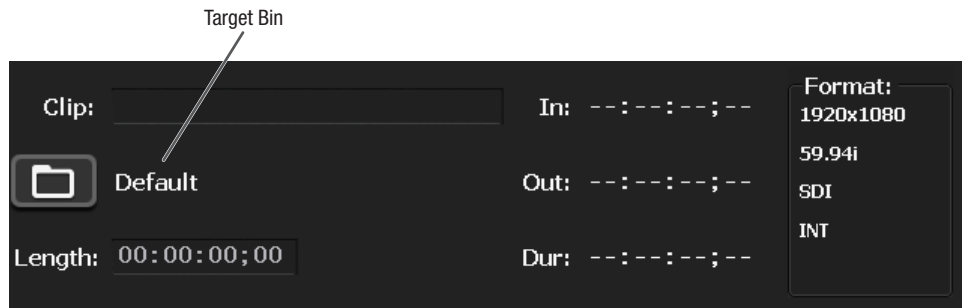 Target Bin
Clip:
In: --:--:--;--
Default
Out: --:--:--;--
Length: 00:00:00;00
Dur: --:--:--;--
Format:
1920x1080
59.94i
SDI
INT